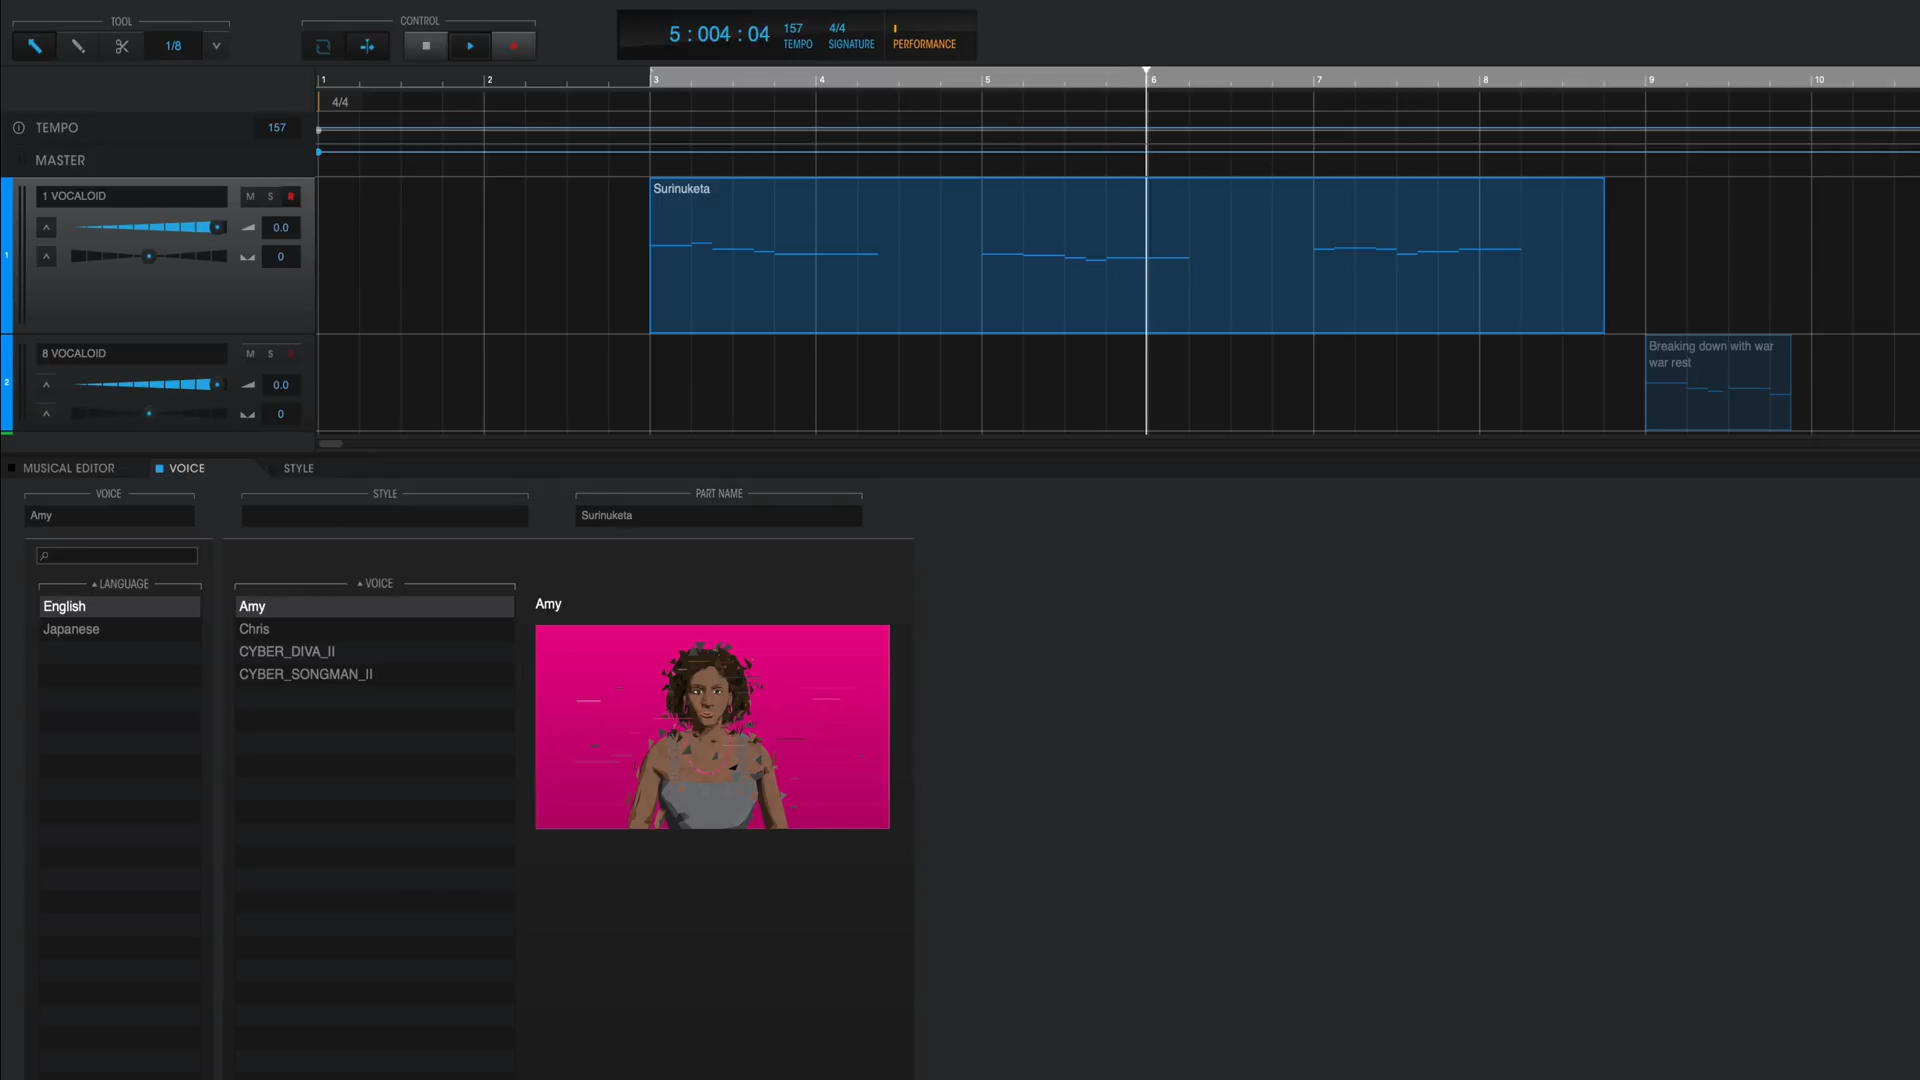 TOOL
CONTROL
1/8
5 : 004 : 04
157
TEMPO
4/4
SIGNATURE
PERFORMANCE
1 2 3 4 5 6 7 8 9 10
4/4
TEMPO 157
MASTER
1 VOCALOID M S R
0.0
1
0
Surinuketa
8 VOCALOID M S R
0.0
2
0
Breaking down with war
war rest
MUSICAL EDITOR VOICE STYLE
VOICE STYLE PART NAME
Amy Surinuketa
LANGUAGE VOICE
English
Japanese
Amy
Chris
CYBER_DIVA_II
CYBER_SONGMAN_II
Amy